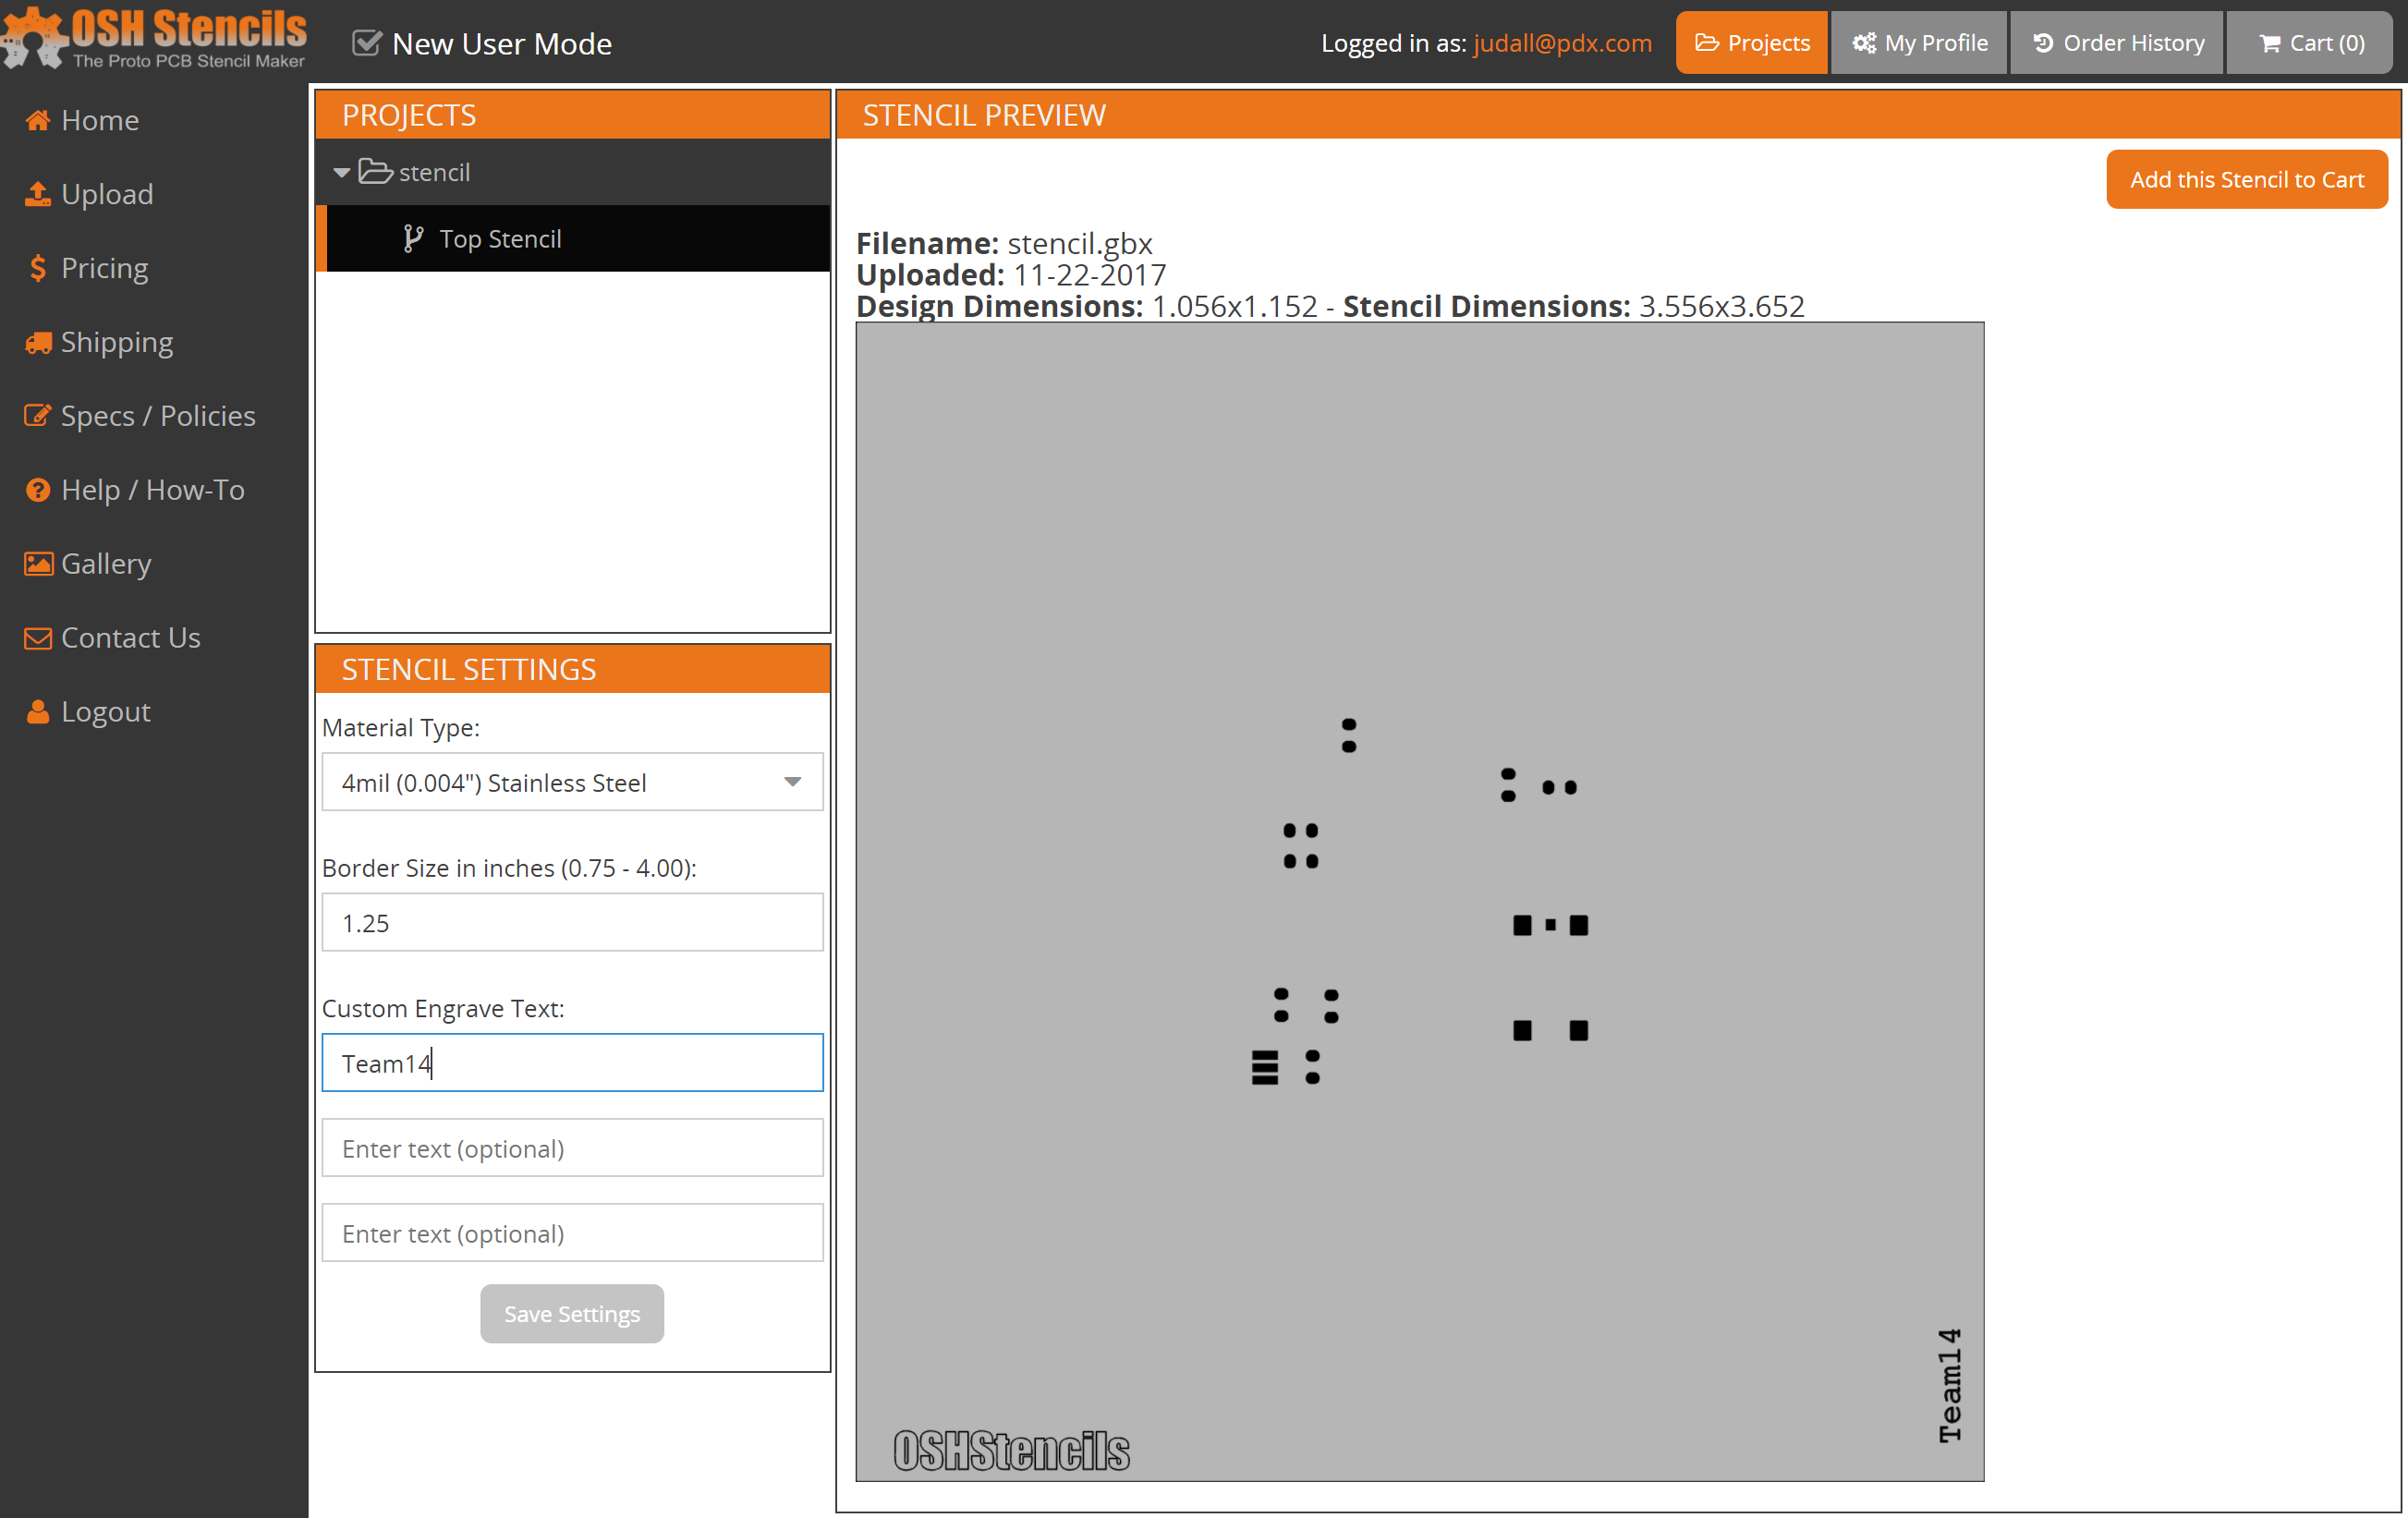 OSH Stencils
The Proto PCB Stencil Maker
New User Mode
Logged in as: judall@pdx.com
Projects
My Profile
Order History
Cart (0)
Home
Upload
Pricing
Shipping
Specs / Policies
Help / How-To
Gallery
Contact Us
Logout
PROJECTS
stencil
Top Stencil
STENCIL SETTINGS
Material Type:
4mil (0.004") Stainless Steel
Border Size in inches (0.75 - 4.00):
1.25
Custom Engrave Text:
Team14
Enter text (optional)
Enter text (optional)
Save Settings
STENCIL PREVIEW
Add this Stencil to Cart
Filename: stencil.gbx
Uploaded: 11-22-2017
Design Dimensions: 1.056x1.152 - Stencil Dimensions: 3.556x3.652
Team14
OSHStencils